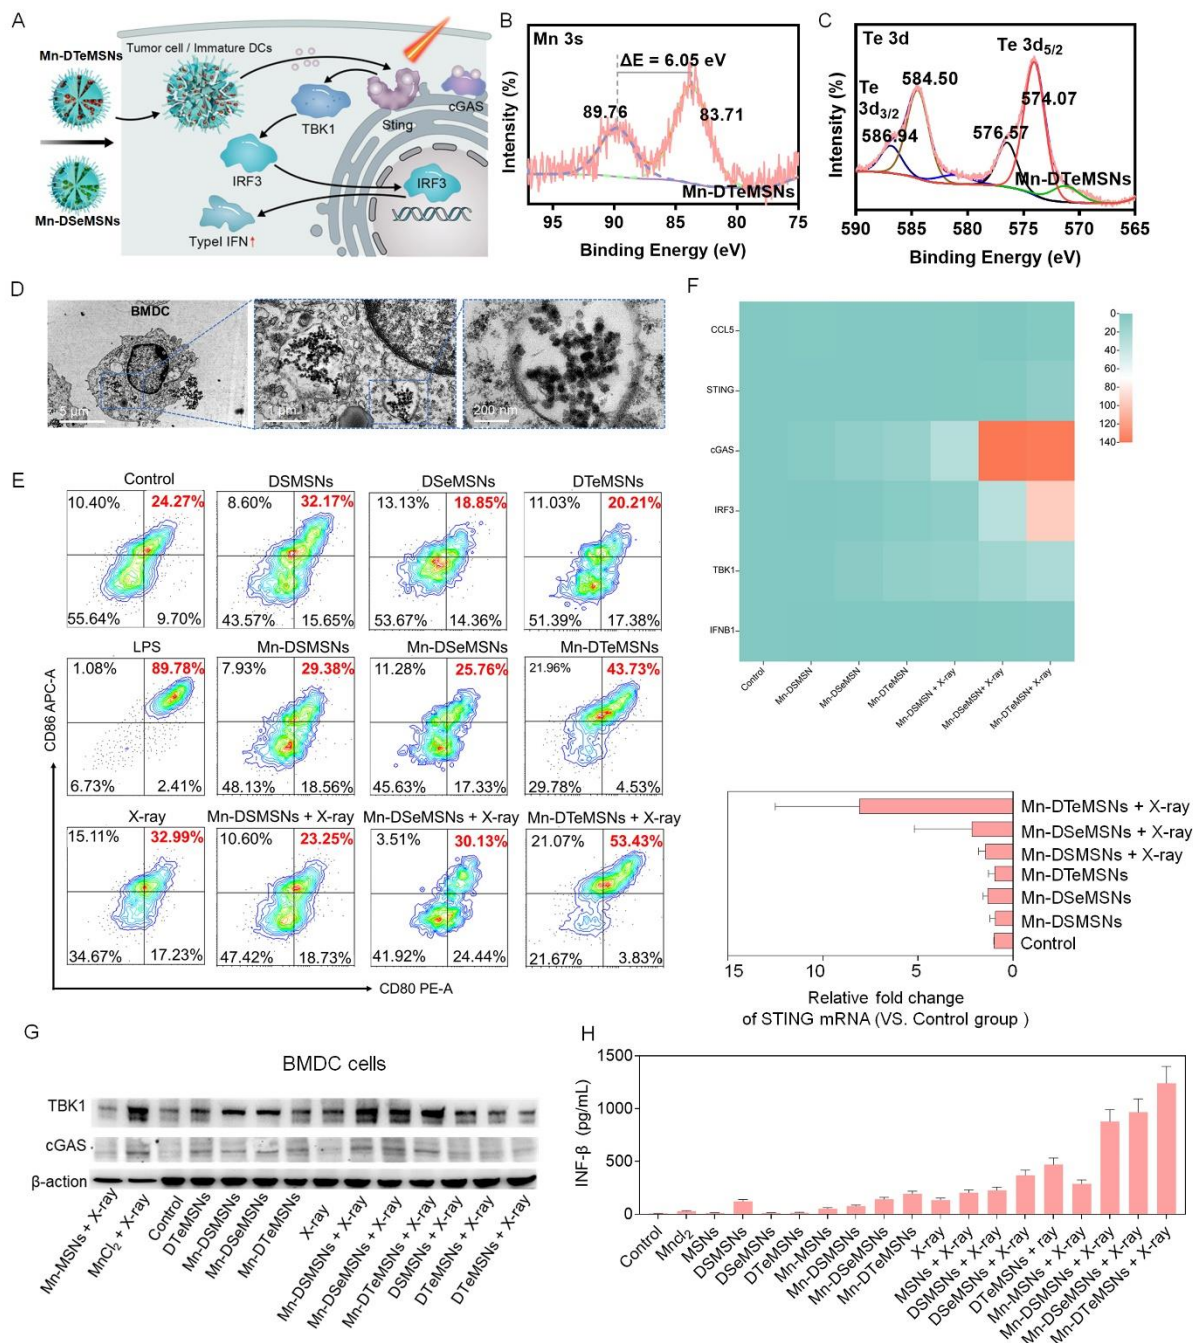 A
Mn-DTeMSNs
Tumor cell / Immature DCs
TBK1
Sting
cGAS
IRF3
IRF3
TypeI IFN↑
Mn-DSeMSNs
B
Mn 3s
ΔE = 6.05 eV
89.76
83.71
Mn-DTeMSNs
Intensity (%)
95 90 85 80 75
Binding Energy (eV)
C
Te 3d
Te 3d5/2
584.50
Te
3d3/2
586.94
576.57
574.07
Mn-DTeMSNs
Intensity (%)
590 585 580 575 570 565
Binding Energy (eV)
D
BMDC
5 μm
1 μm
200 nm
E
Control
DSMSNs
DSeMSNs
DTeMSNs
10.40% 24.27%
8.60% 32.17%
13.13% 18.85%
11.03% 20.21%
55.64% 9.70%
43.57% 15.65%
53.67% 14.36%
51.39% 17.38%
LPS
Mn-DSMSNs
Mn-DSeMSNs
Mn-DTeMSNs
1.08% 89.78%
7.93% 29.38%
11.28% 25.76%
21.96% 43.73%
6.73% 2.41%
48.13% 18.56%
45.63% 17.33%
29.78% 4.53%
X-ray
Mn-DSMSNs + X-ray
Mn-DSeMSNs + X-ray
Mn-DTeMSNs + X-ray
15.11% 32.99%
10.60% 23.25%
3.51% 30.13%
21.07% 53.43%
34.67% 17.23%
47.42% 18.73%
41.92% 24.44%
21.67% 3.83%
CD86 APC-A
CD80 PE-A
F
CCL5
STING
cGAS
IRF3
TBK1
IFNB1
Control
Mn-DSMSN
Mn-DSeMSN
Mn-DTeMSN
Mn-DSMSN + X-ray
Mn-DSeMSN+ X-ray
Mn-DTeMSN+ X-ray
0
20
40
60
80
100
120
140
Mn-DTeMSNs + X-ray
Mn-DSeMSNs + X-ray
Mn-DSMSNs + X-ray
Mn-DTeMSNs
Mn-DSeMSNs
Mn-DSMSNs
Control
15 10 5 0
Relative fold change
of STING mRNA (VS. Control group )
G
BMDC cells
TBK1
cGAS
β-action
Mn-MSNs + X-ray
MnCl2 + X-ray
Control
DTeMSNs
Mn-DSMSNs
Mn-DSeMSNs
Mn-DTeMSNs
X-ray
Mn-DSMSNs + X-ray
Mn-DSeMSNs + X-ray
Mn-DTeMSNs + X-ray
DSMSNs + X-ray
DTeMSNs + X-ray
DTeMSNs + X-ray
H
INF-β (pg/mL)
1500
1000
500
0
Control
Mncl2
MSNs
DSMSNs
DSeMSNs
DTeMSNs
Mn-MSNs
Mn-DSMSNs
Mn-DSeMSNs
Mn-DTeMSNs
X-ray
MSNs + X-ray
DSMSNs + X-ray
DSeMSNs + X-ray
DTeMSNs + ray
Mn-MSNs + X-ray
Mn-DSMSNs + X-ray
Mn-DSeMSNs + X-ray
Mn-DTeMSNs + X-ray